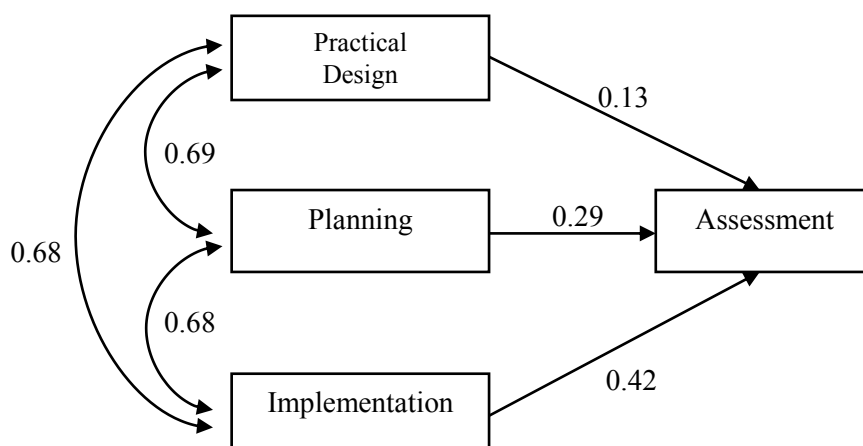 Practical
Design
0.13
0.69
Planning
0.29
Assessment
0.68
0.68
Implementation
0.42